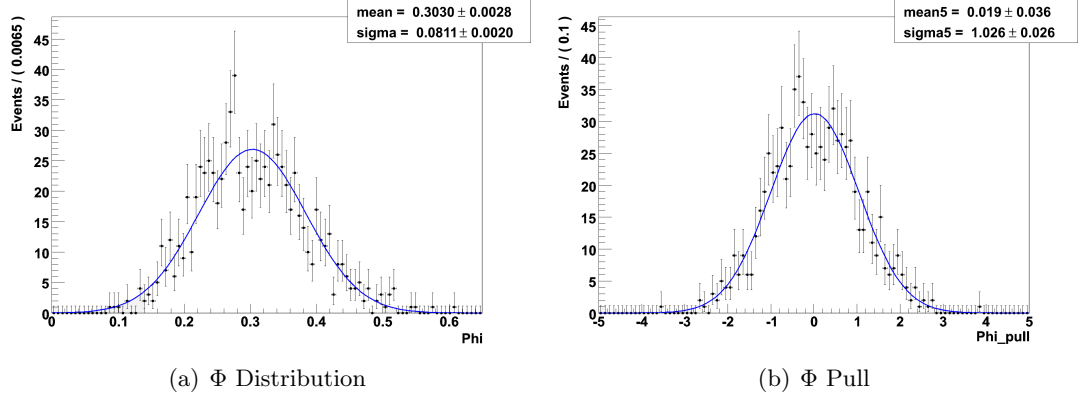 mean = 0.3030 ± 0.0028
sigma = 0.0811 ± 0.0020
Events / ( 0.0065 )
45
40
35
30
25
20
15
10
5
0
0 0.1 0.2 0.3 0.4 0.5 0.6
Phi
(a) Φ Distribution
mean5 = 0.019 ± 0.036
sigma5 = 1.026 ± 0.026
Events / ( 0.1 )
45
40
35
30
25
20
15
10
5
0
-5 -4 -3 -2 -1 0 1 2 3 4 5
Phi_pull
(b) Φ Pull